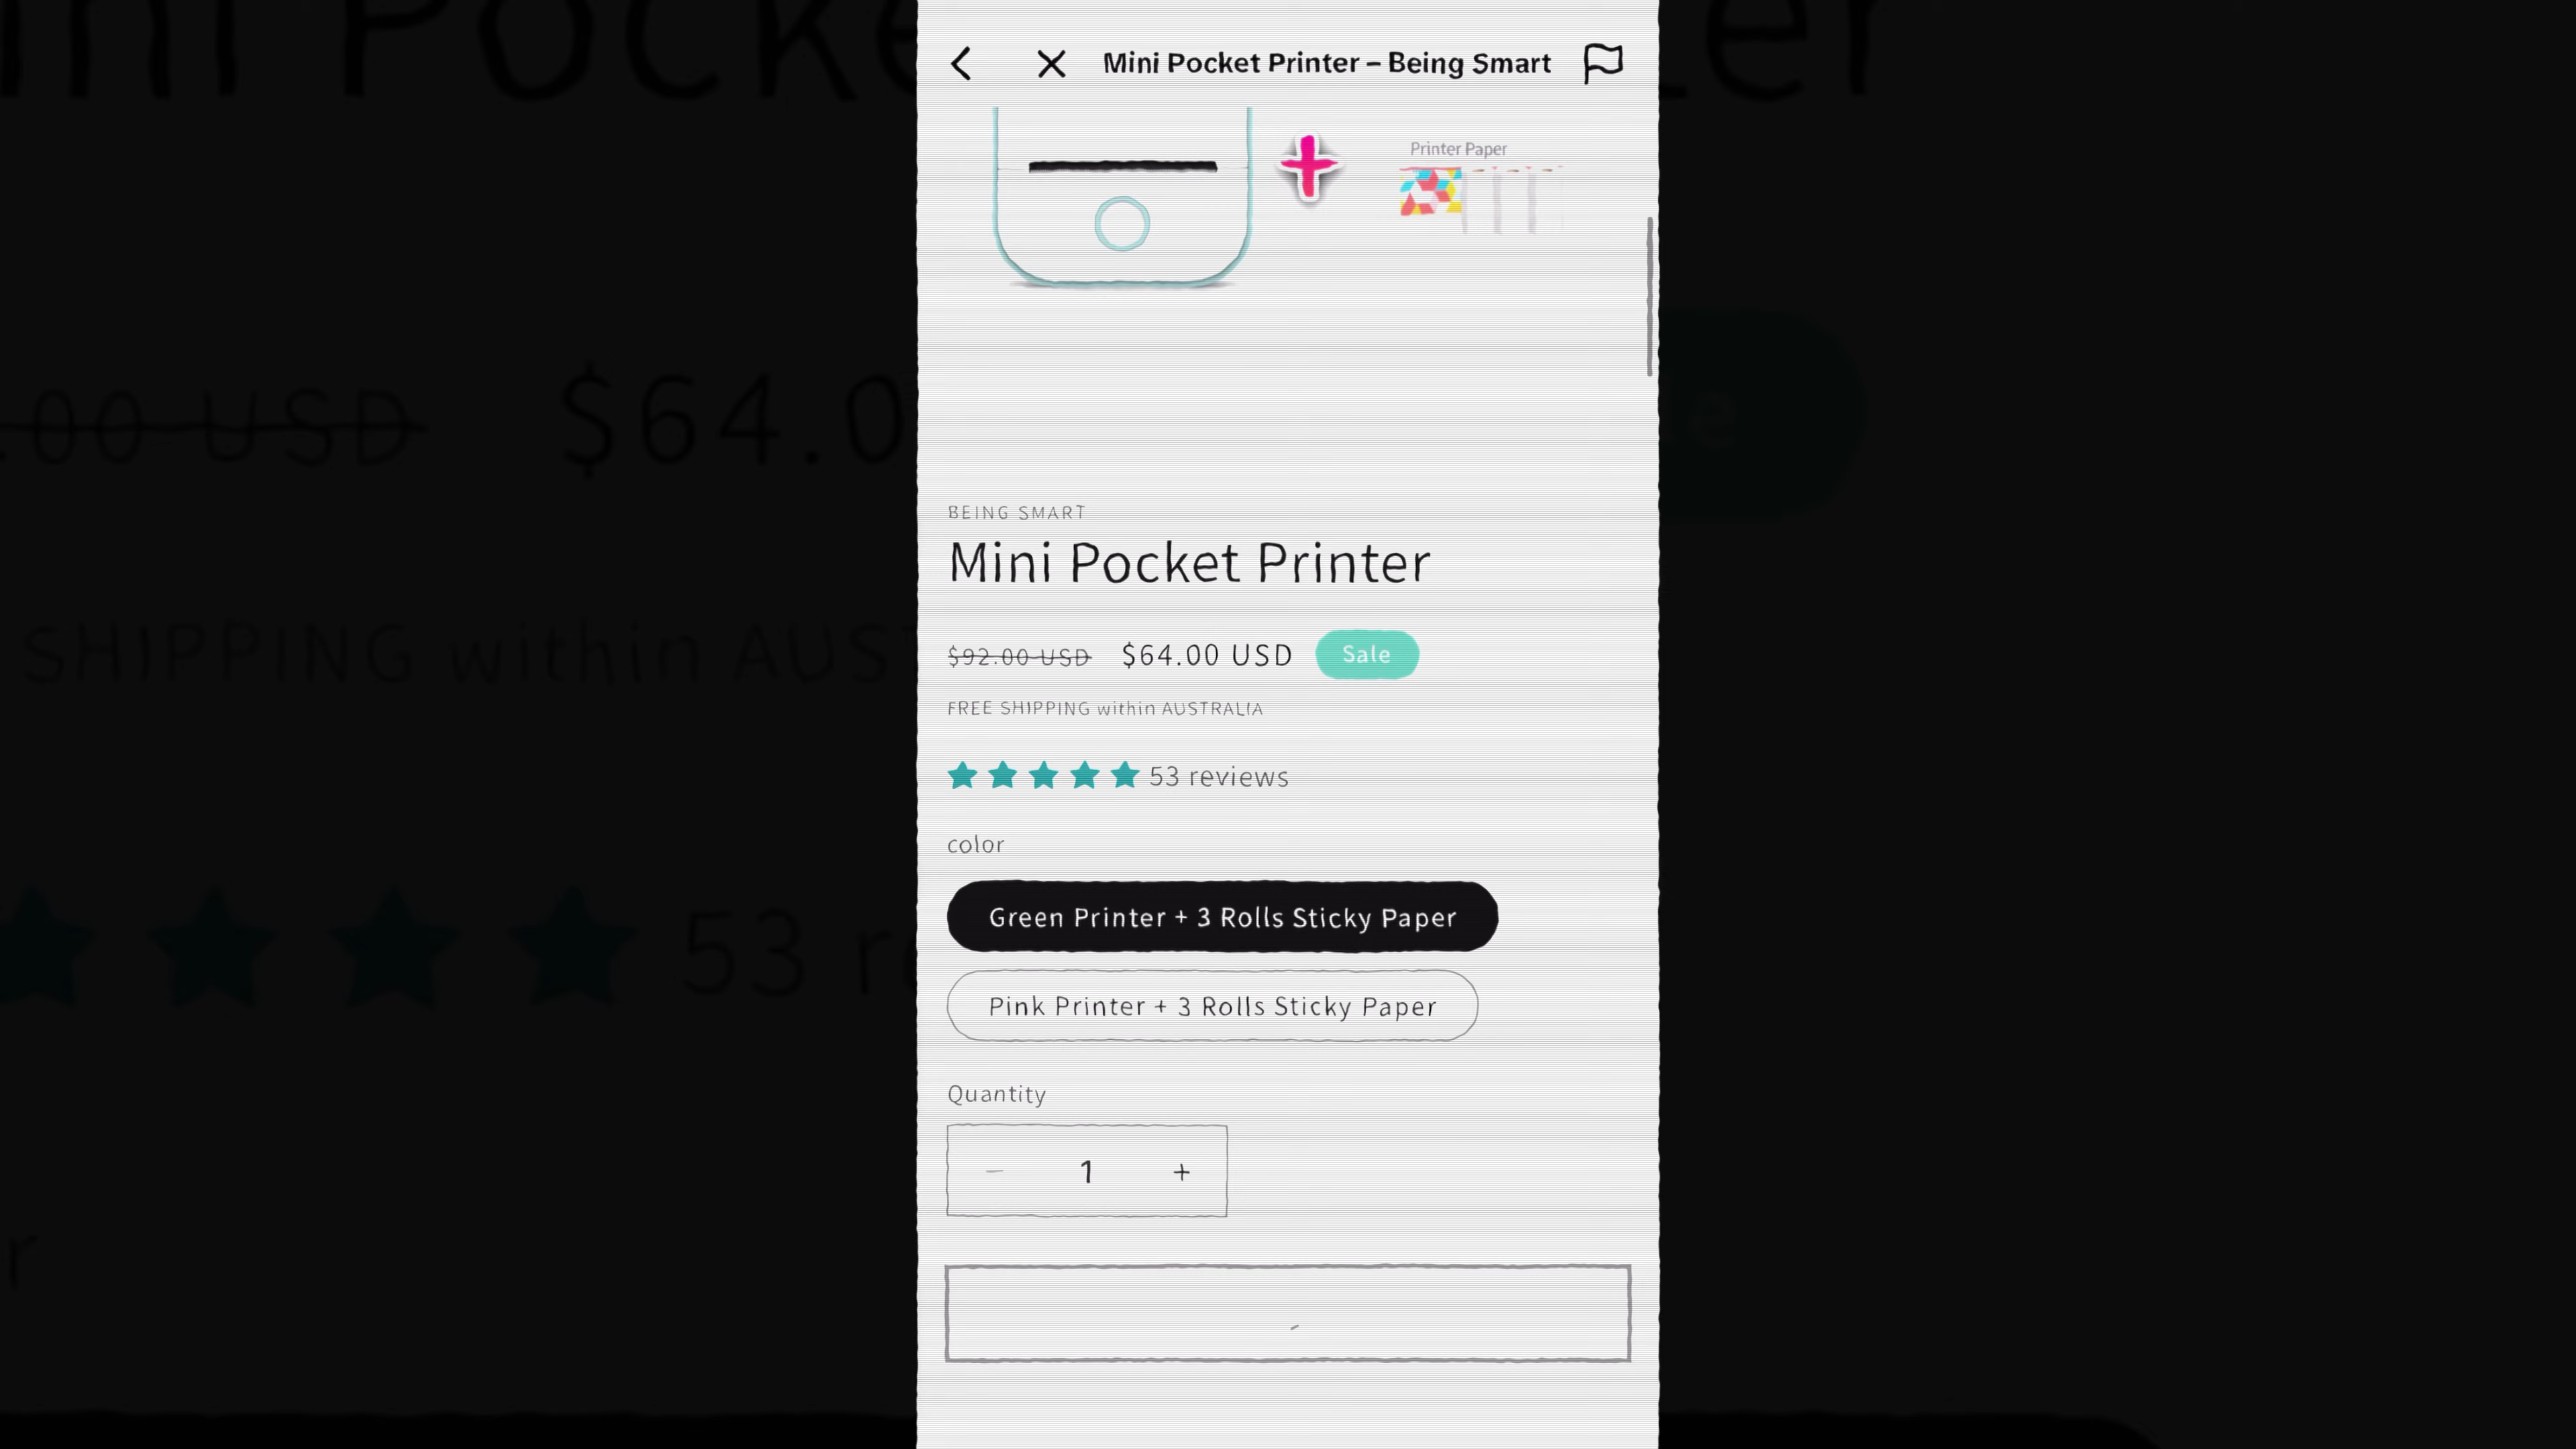 Mini Pocket Printer – Being Smart
Printer Paper
BEING SMART
Mini Pocket Printer
$92.00 USD $64.00 USD Sale
FREE SHIPPING within AUSTRALIA
53 reviews
color
Green Printer + 3 Rolls Sticky Paper
Pink Printer + 3 Rolls Sticky Paper
Quantity
− 1 +